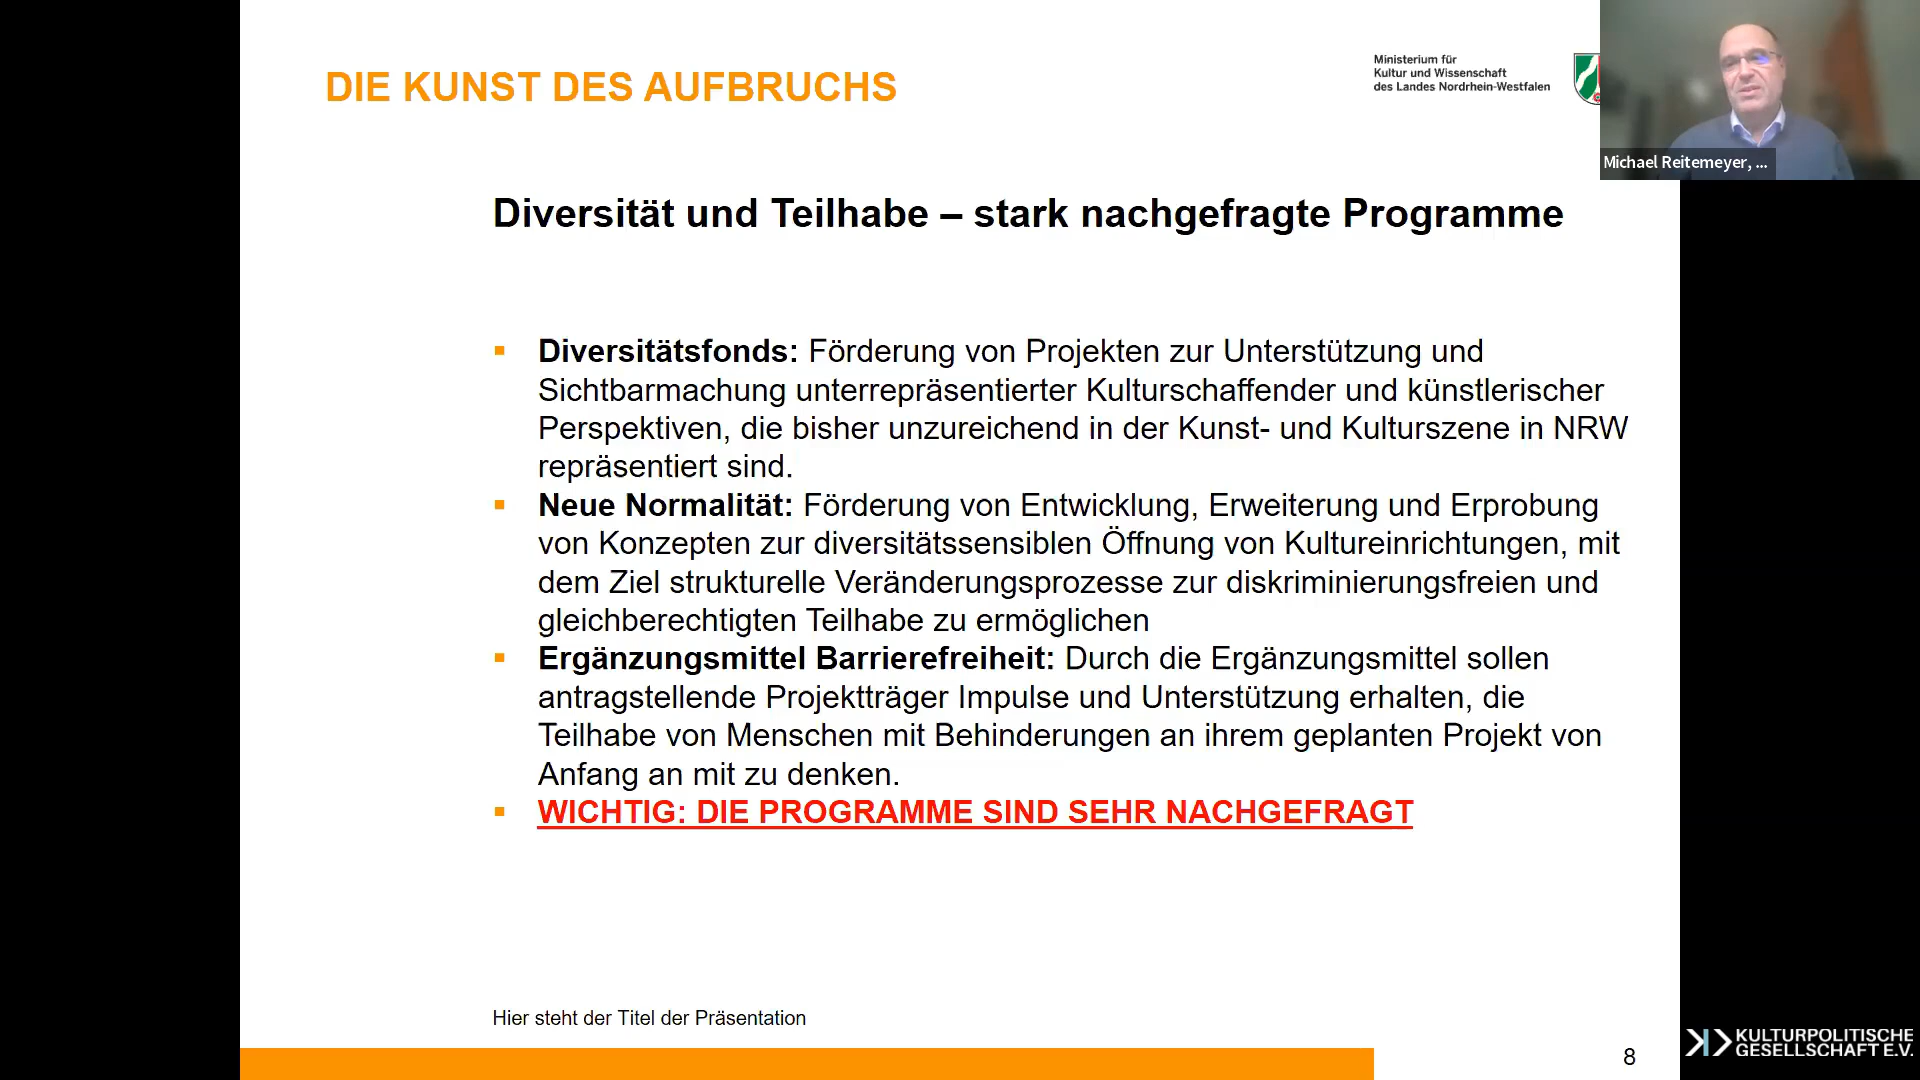 DIE KUNST DES AUFBRUCHS
Ministerium für
Kultur und Wissenschaft
des Landes Nordrhein-Westfalen
Michael Reitemeyer, ...
Diversität und Teilhabe – stark nachgefragte Programme
Diversitätsfonds: Förderung von Projekten zur Unterstützung und
Sichtbarmachung unterrepräsentierter Kulturschaffender und künstlerischer
Perspektiven, die bisher unzureichend in der Kunst- und Kulturszene in NRW
repräsentiert sind.
Neue Normalität: Förderung von Entwicklung, Erweiterung und Erprobung
von Konzepten zur diversitätssensiblen Öffnung von Kultureinrichtungen, mit
dem Ziel strukturelle Veränderungsprozesse zur diskriminierungsfreien und
gleichberechtigten Teilhabe zu ermöglichen
Ergänzungsmittel Barrierefreiheit: Durch die Ergänzungsmittel sollen
antragstellende Projektträger Impulse und Unterstützung erhalten, die
Teilhabe von Menschen mit Behinderungen an ihrem geplanten Projekt von
Anfang an mit zu denken.
WICHTIG: DIE PROGRAMME SIND SEHR NACHGEFRAGT
Hier steht der Titel der Präsentation
8
KULTURPOLITISCHE
GESELLSCHAFT E.V.